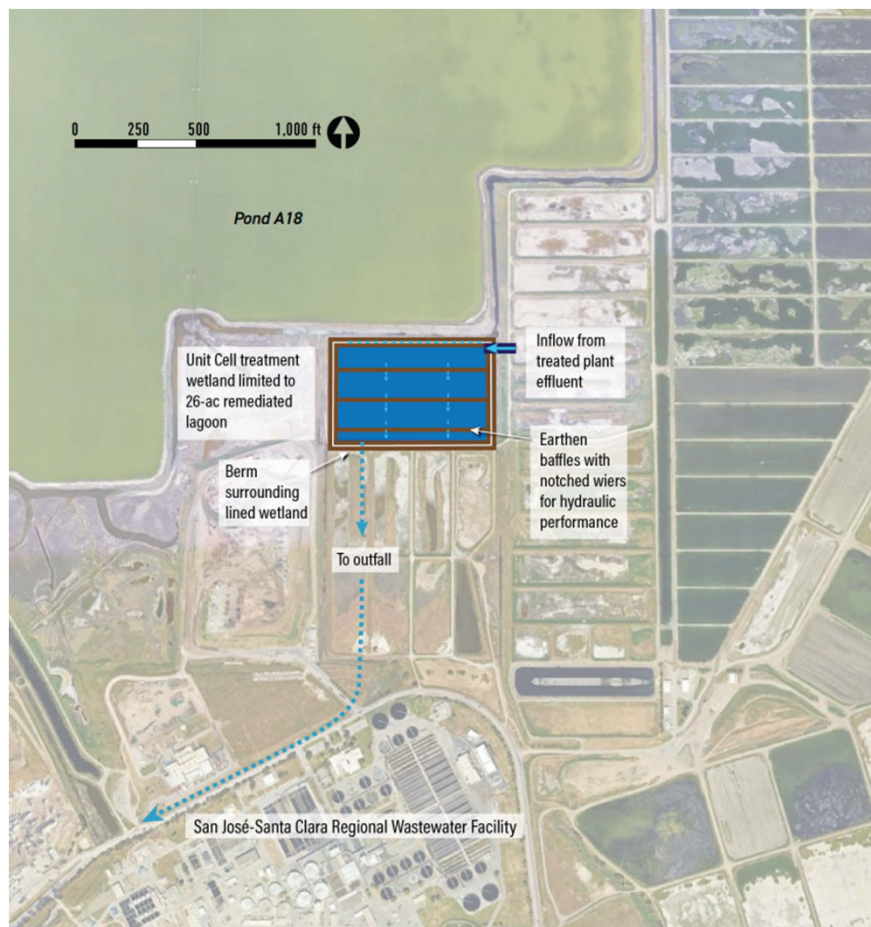 0 250 500 1,000 ft
Pond A18
Unit Cell treatment
wetland limited to
26-ac remediated
lagoon
Inflow from
treated plant
effluent
Berm
surrounding
lined wetland
Earthen
baffles with
notched wiers
for hydraulic
performance
To outfall
San José-Santa Clara Regional Wastewater Facility